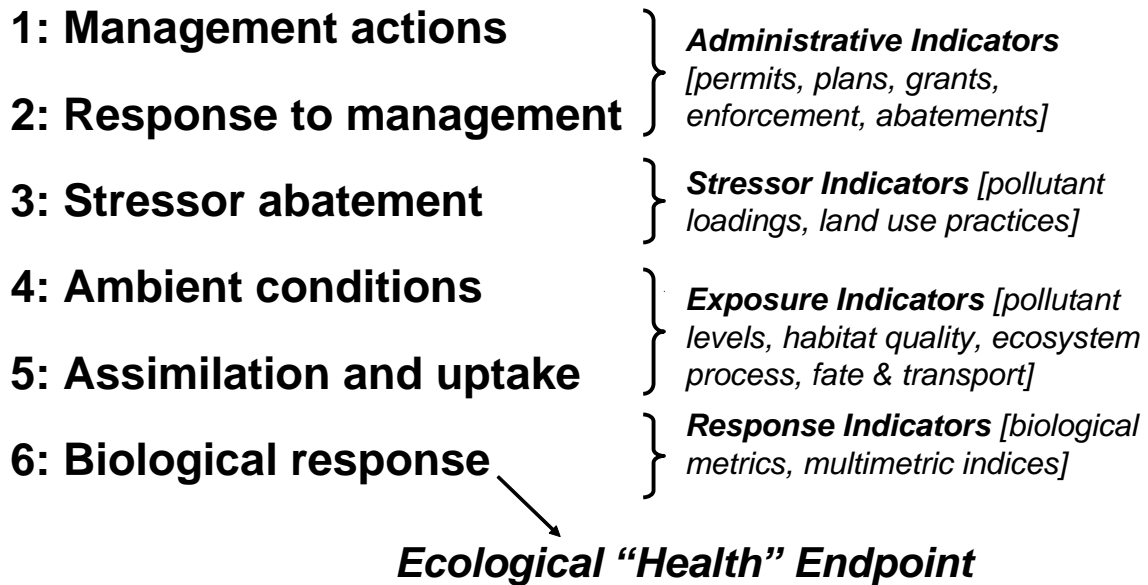 1: Management actions
2: Response to management
Administrative Indicators
[permits, plans, grants,
enforcement, abatements]
3: Stressor abatement
Stressor Indicators [pollutant
loadings, land use practices]
4: Ambient conditions
5: Assimilation and uptake
Exposure Indicators [pollutant
levels, habitat quality, ecosystem
process, fate & transport]
6: Biological response
Response Indicators [biological
metrics, multimetric indices]
Ecological “Health” Endpoint